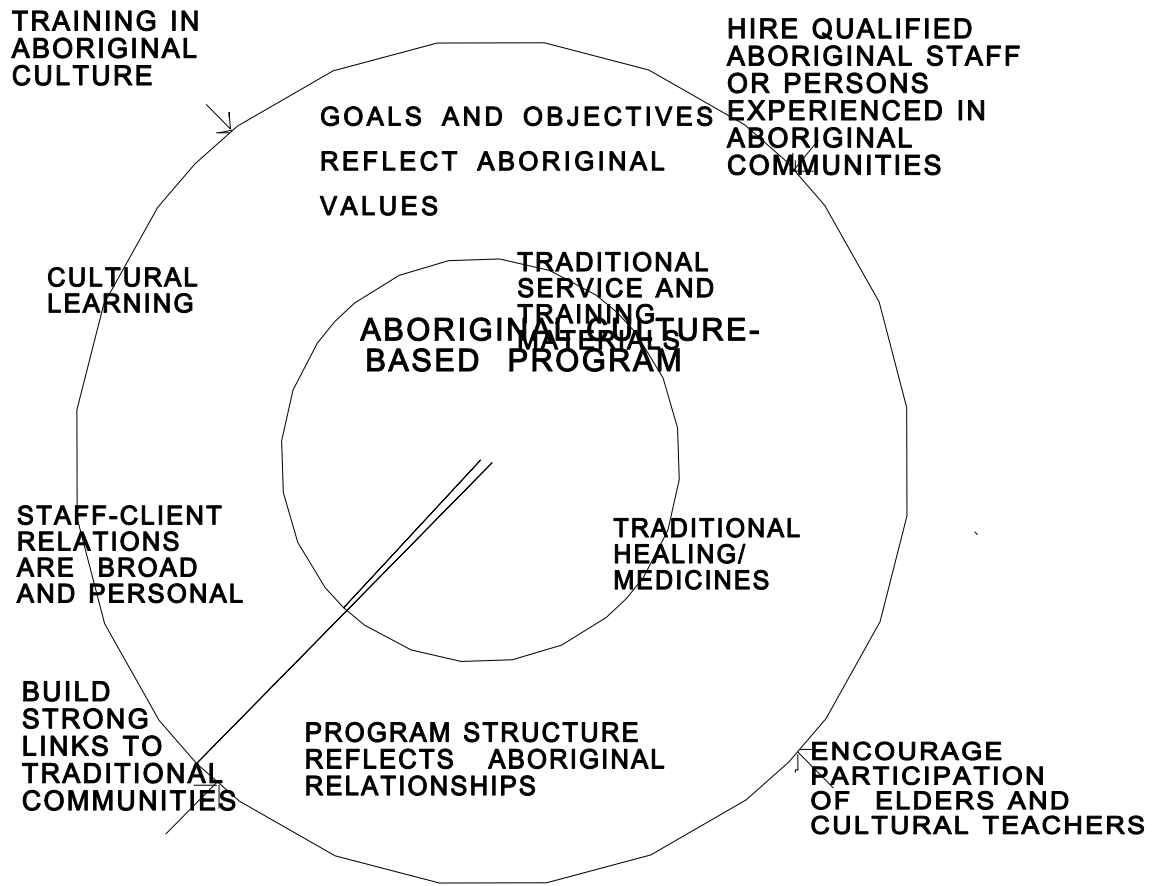 TRAINING IN
ABORIGINAL
CULTURE
HIRE QUALIFIED
ABORIGINAL STAFF
OR PERSONS
EXPERIENCED IN
ABORIGINAL
COMMUNITIES
GOALS AND OBJECTIVES
REFLECT ABORIGINAL
VALUES
CULTURAL
LEARNING
TRADITIONAL
SERVICE AND
TRAINING
MATERIALS
ABORIGINAL CULTURE-
BASED PROGRAM
STAFF-CLIENT
RELATIONS
ARE BROAD
AND PERSONAL
TRADITIONAL
HEALING/
MEDICINES
BUILD
STRONG
LINKS TO
TRADITIONAL
COMMUNITIES
PROGRAM STRUCTURE
REFLECTS ABORIGINAL
RELATIONSHIPS
ENCOURAGE
PARTICIPATION
OF ELDERS AND
CULTURAL TEACHERS